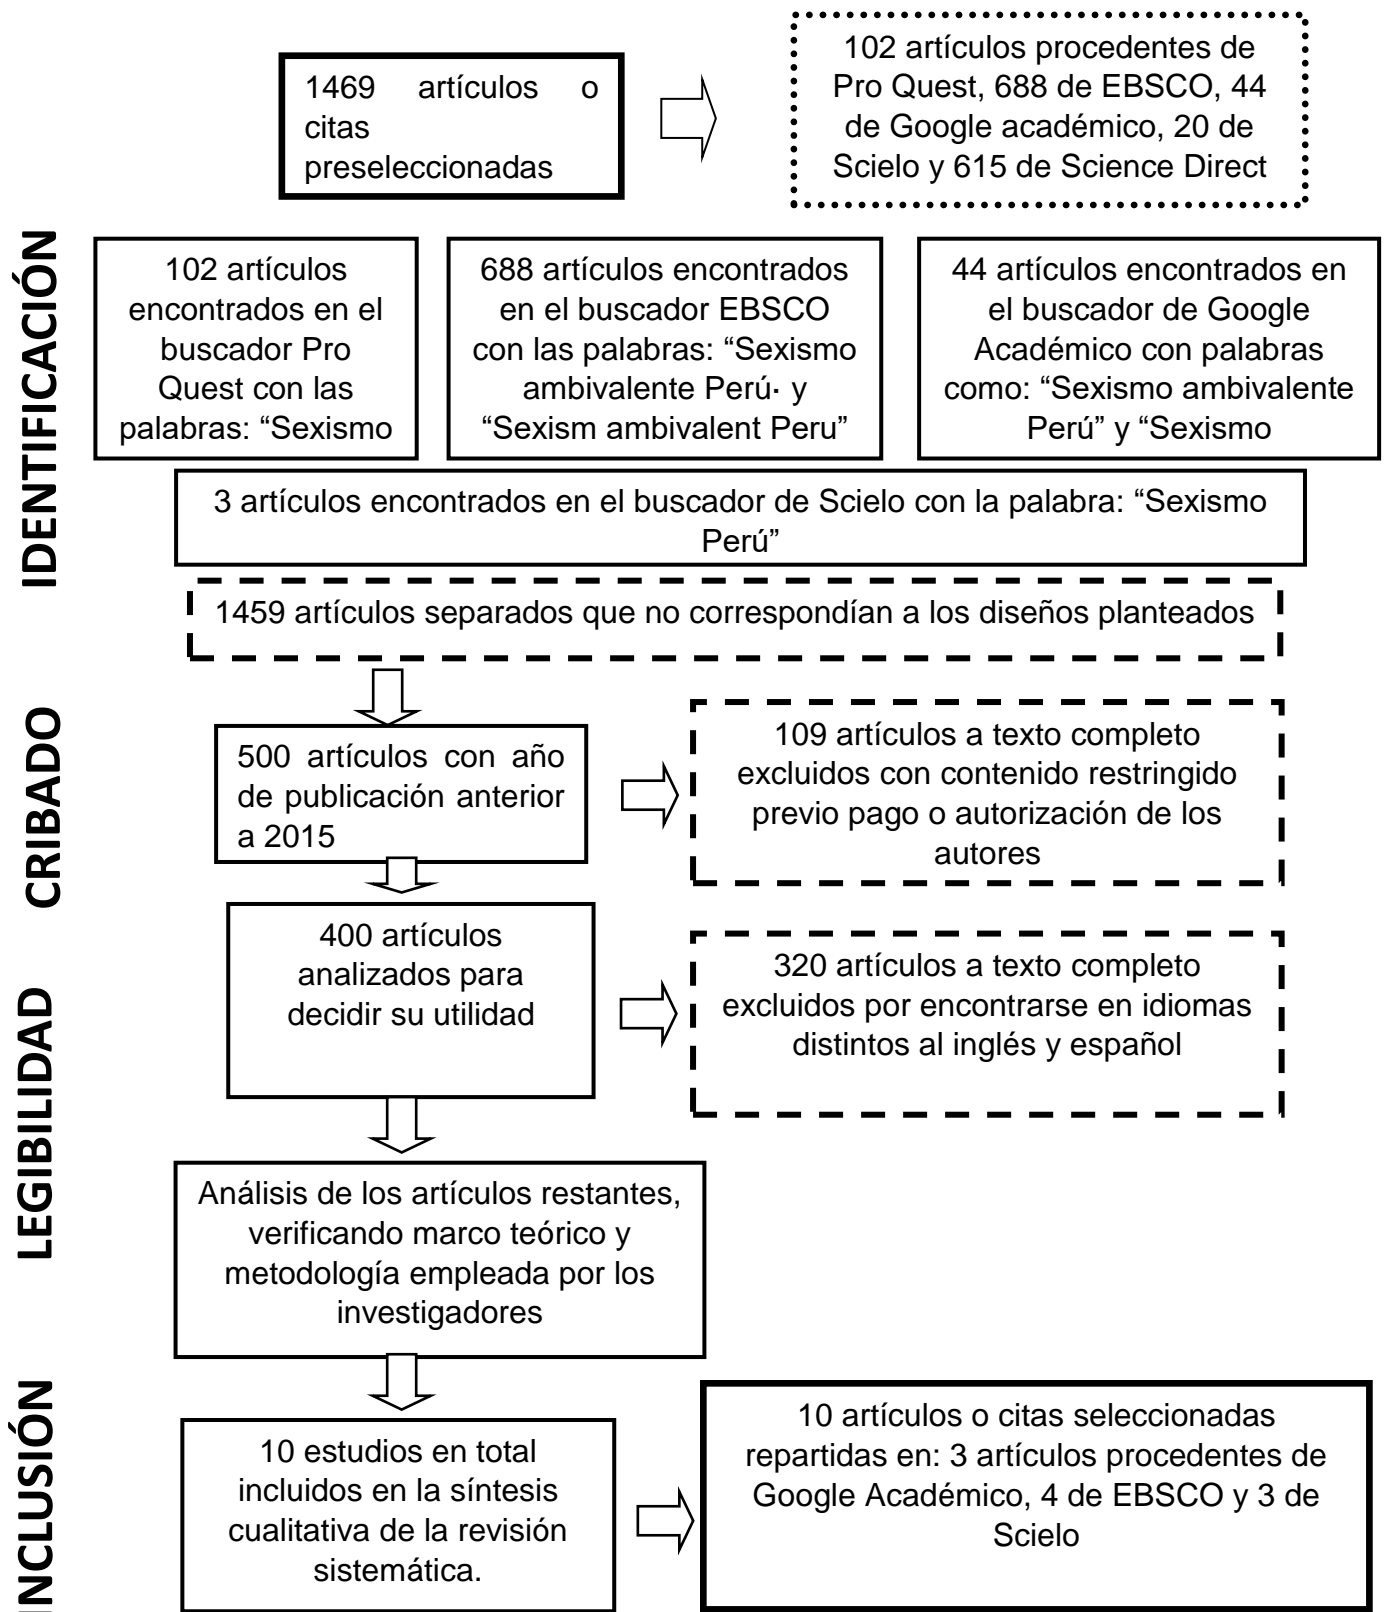 1469 artículos o
citas
preseleccionadas
102 artículos procedentes de
Pro Quest, 688 de EBSCO, 44
de Google académico, 20 de
Scielo y 615 de Science Direct
IDENTIFICACIÓN
102 artículos
encontrados en el
buscador Pro
Quest con las
palabras: “Sexismo
688 artículos encontrados
en el buscador EBSCO
con las palabras: “Sexismo
ambivalente Perú· y
“Sexism ambivalent Peru”
44 artículos encontrados en
el buscador de Google
Académico con palabras
como: “Sexismo ambivalente
Perú” y “Sexismo
3 artículos encontrados en el buscador de Scielo con la palabra: “Sexismo
Perú”
1459 artículos separados que no correspondían a los diseños planteados
CRIBADO
500 artículos con año
de publicación anterior
a 2015
109 artículos a texto completo
excluidos con contenido restringido
previo pago o autorización de los
autores
LEGIBILIDAD
400 artículos
analizados para
decidir su utilidad
320 artículos a texto completo
excluidos por encontrarse en idiomas
distintos al inglés y español
Análisis de los artículos restantes,
verificando marco teórico y
metodología empleada por los
investigadores
INCLUSIÓN
10 estudios en total
incluidos en la síntesis
cualitativa de la revisión
sistemática.
10 artículos o citas seleccionadas
repartidas en: 3 artículos procedentes de
Google Académico, 4 de EBSCO y 3 de
Scielo